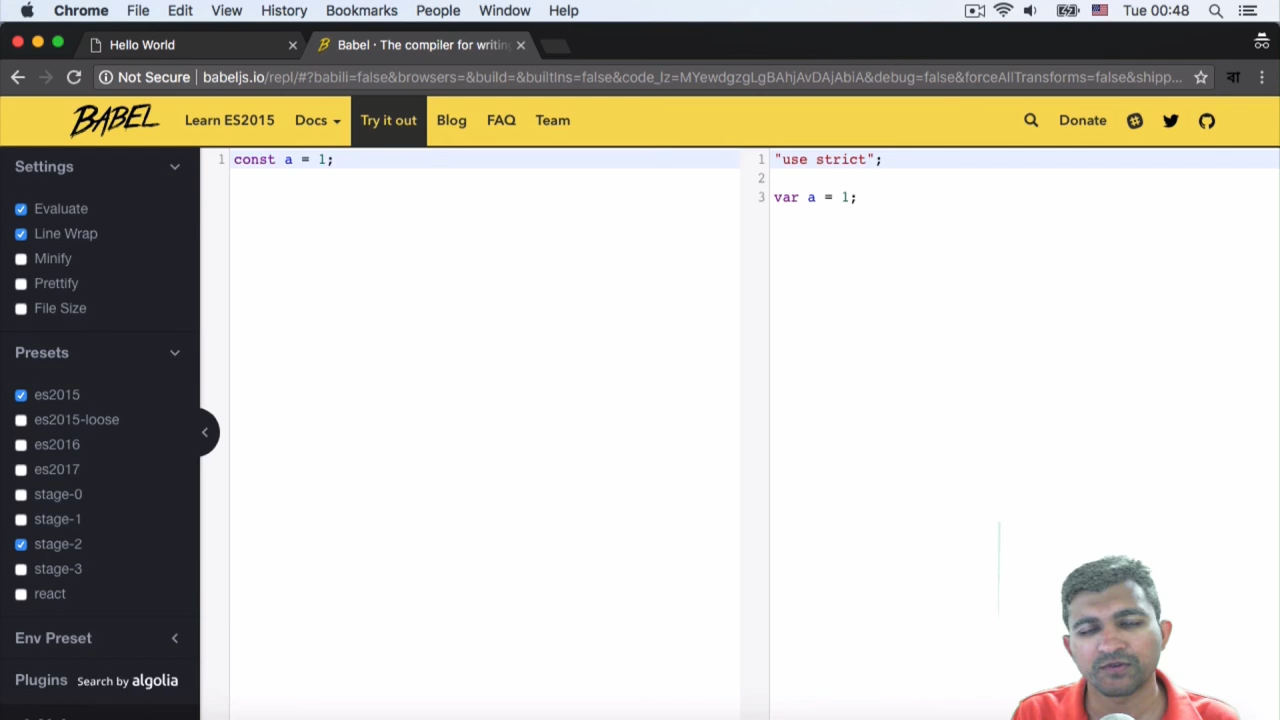 Chrome File Edit View History Bookmarks People Window Help Tue 00:48
Hello World Babel · The compiler for writin
Not Secure babeljs.io/repl/#?babili=false&browsers=&build=&builtIns=false&code_lz=MYewdgzgLgBAhjAvDAjAbiA&debug=false&forceAllTransforms=false&shipp... বা
BABEL Learn ES2015 Docs Try it out Blog FAQ Team Donate
Settings
Evaluate
Line Wrap
Minify
Prettify
File Size
Presets
es2015
es2015-loose
es2016
es2017
stage-0
stage-1
stage-2
stage-3
react
Env Preset
Plugins Search by algolia
1 const a = 1;
1 "use strict";
2
3 var a = 1;